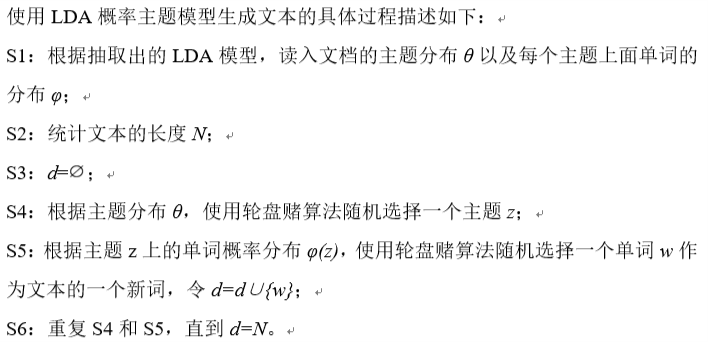 使用 LDA 概率主题模型生成文本的具体过程描述如下：
S1：根据抽取出的 LDA 模型，读入文档的主题分布 θ 以及每个主题上面单词的
分布 φ；
S2：统计文本的长度 N；
S3：d=∅；
S4：根据主题分布 θ，使用轮盘赌算法随机选择一个主题 z；
S5：根据主题 z 上的单词概率分布 φ(z)，使用轮盘赌算法随机选择一个单词 w 作
为文本的一个新词，令 d=d∪{w}；
S6：重复 S4 和 S5，直到 d=N。